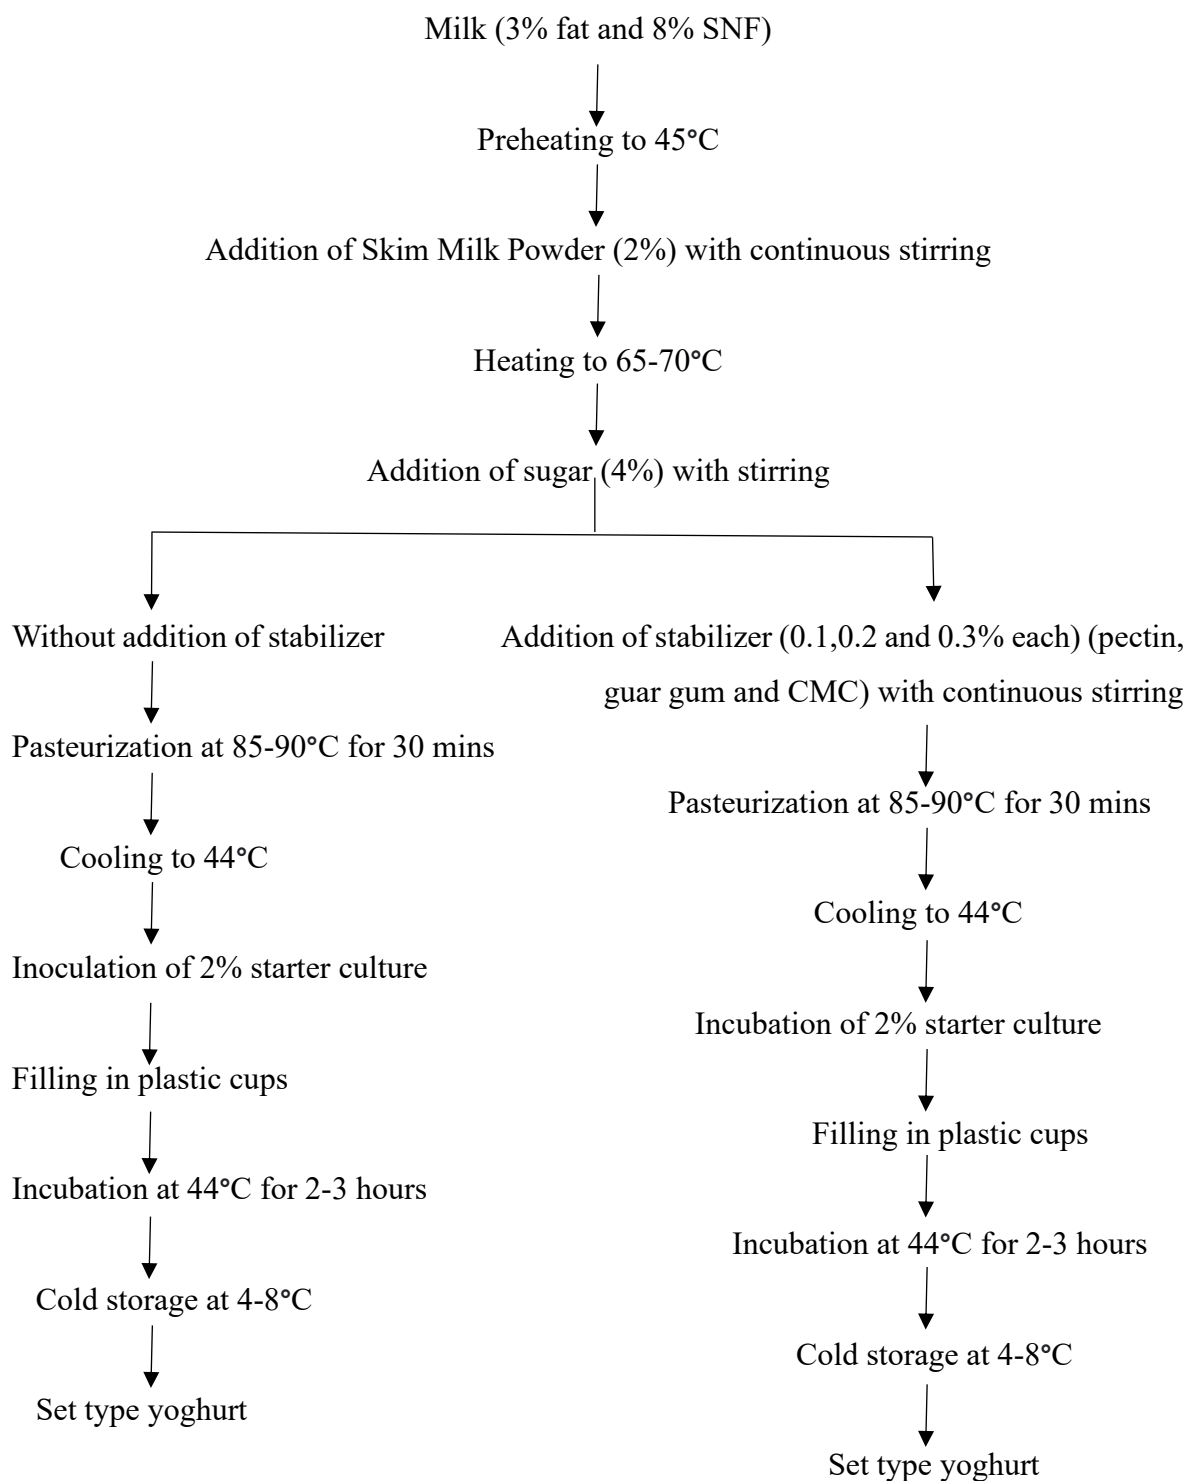 Milk (3% fat and 8% SNF)
Preheating to 45°C
Addition of Skim Milk Powder (2%) with continuous stirring
Heating to 65-70°C
Addition of sugar (4%) with stirring
Without addition of stabilizer
Pasteurization at 85-90°C for 30 mins
Cooling to 44°C
Inoculation of 2% starter culture
Filling in plastic cups
Incubation at 44°C for 2-3 hours
Cold storage at 4-8°C
Set type yoghurt
Addition of stabilizer (0.1,0.2 and 0.3% each) (pectin,
guar gum and CMC) with continuous stirring
Pasteurization at 85-90°C for 30 mins
Cooling to 44°C
Incubation of 2% starter culture
Filling in plastic cups
Incubation at 44°C for 2-3 hours
Cold storage at 4-8°C
Set type yoghurt